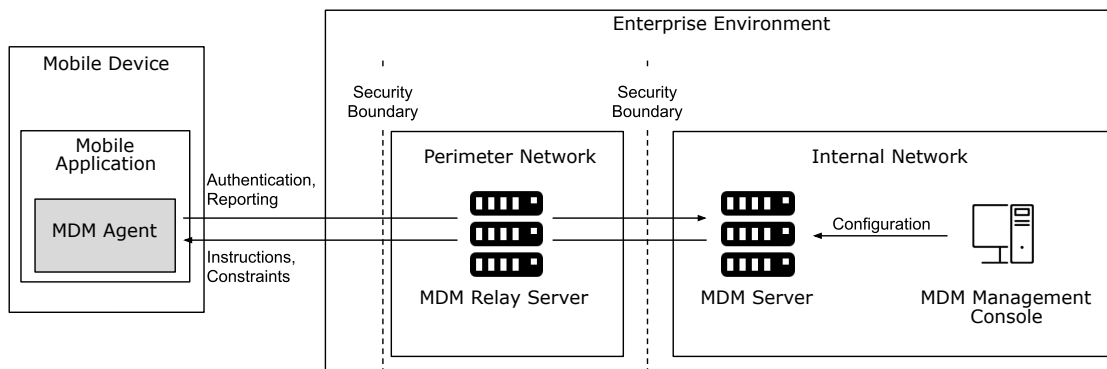 Enterprise Environment
Mobile Device
Security
Boundary
Security
Boundary
Mobile
Application
Perimeter Network
Internal Network
Authentication,
Reporting
MDM Agent
Configuration
Instructions,
Constraints
MDM Relay Server
MDM Server
MDM Management
Console